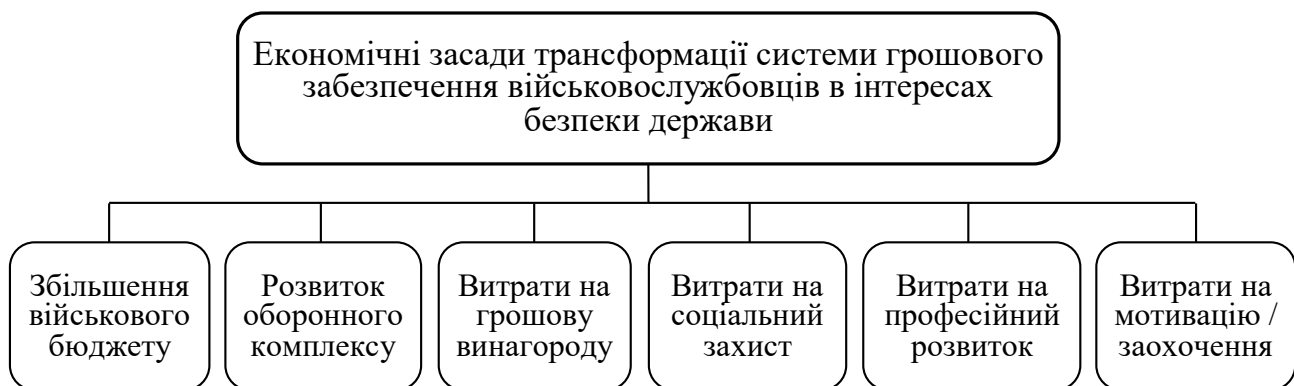 Економічні засади трансформації системи грошового
забезпечення військовослужбовців в інтересах
безпеки держави
Збільшення
військового
бюджету
Розвиток
оборонного
комплексу
Витрати на
грошову
винагороду
Витрати на
соціальний
захист
Витрати на
професійний
розвиток
Витрати на
мотивацію /
заохочення